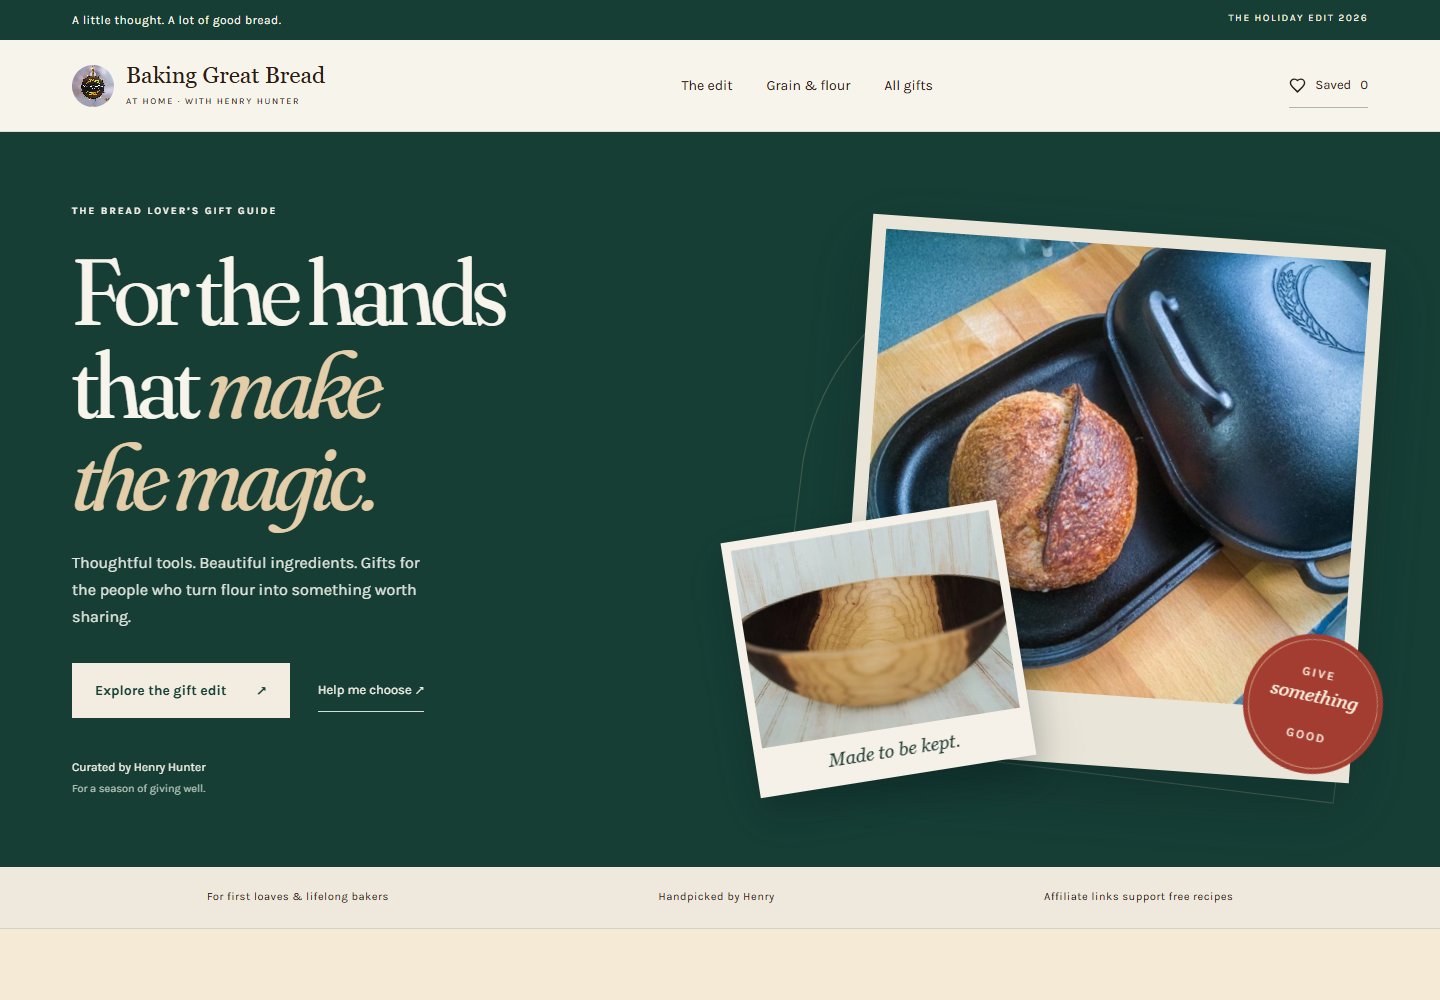 A little thought. A lot of good bread.
THE HOLIDAY EDIT 2026
Baking Great Bread
AT HOME · WITH HENRY HUNTER
The edit
Grain & flour
All gifts
Saved 0
THE BREAD LOVER'S GIFT GUIDE
For the hands
that make
the magic.
Thoughtful tools. Beautiful ingredients. Gifts for
the people who turn flour into something worth
sharing.
Explore the gift edit ↗
Help me choose ↗
Curated by Henry Hunter
For a season of giving well.
Made to be kept.
GIVE
something
GOOD
For first loaves & lifelong bakers
Handpicked by Henry
Affiliate links support free recipes